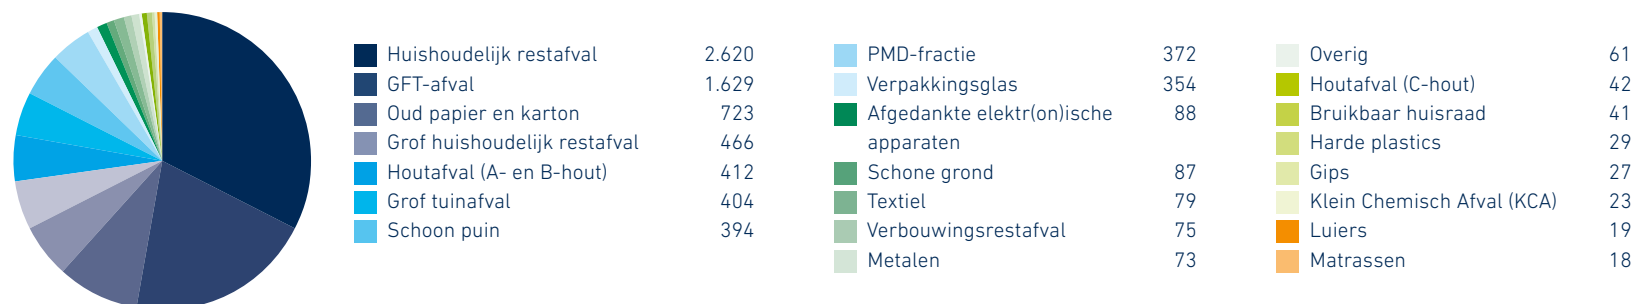 Huishoudelijk restafval 2.620
GFT-afval 1.629
Oud papier en karton 723
Grof huishoudelijk restafval 466
Houtafval (A- en B-hout) 412
Grof tuinafval 404
Schoon puin 394
PMD-fractie 372
Verpakkingsglas 354
Afgedankte elektr(on)ische 88
apparaten
Schone grond 87
Textiel 79
Verbouwingsrestafval 75
Metalen 73
Overig 61
Houtafval (C-hout) 42
Bruikbaar huisraad 41
Harde plastics 29
Gips 27
Klein Chemisch Afval (KCA) 23
Luiers 19
Matrassen 18